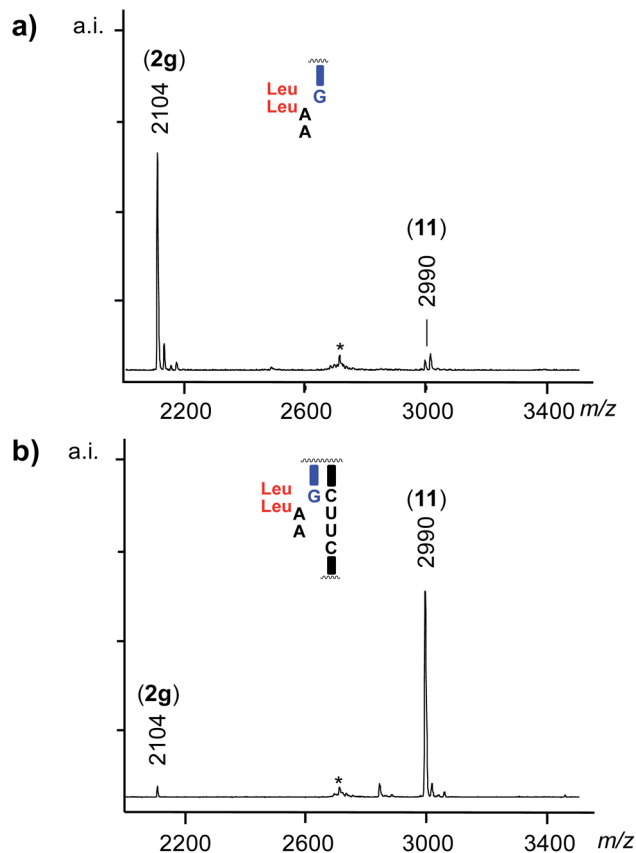 a)
a.i.
(2g)
2104
Leu
Leu
G
A
A
(11)
2990
*
2200 2600 3000 3400 m/z
b)
a.i.
(2g)
2104
Leu
Leu
G C
A U
A U
C
(11)
2990
*
2200 2600 3000 3400 m/z